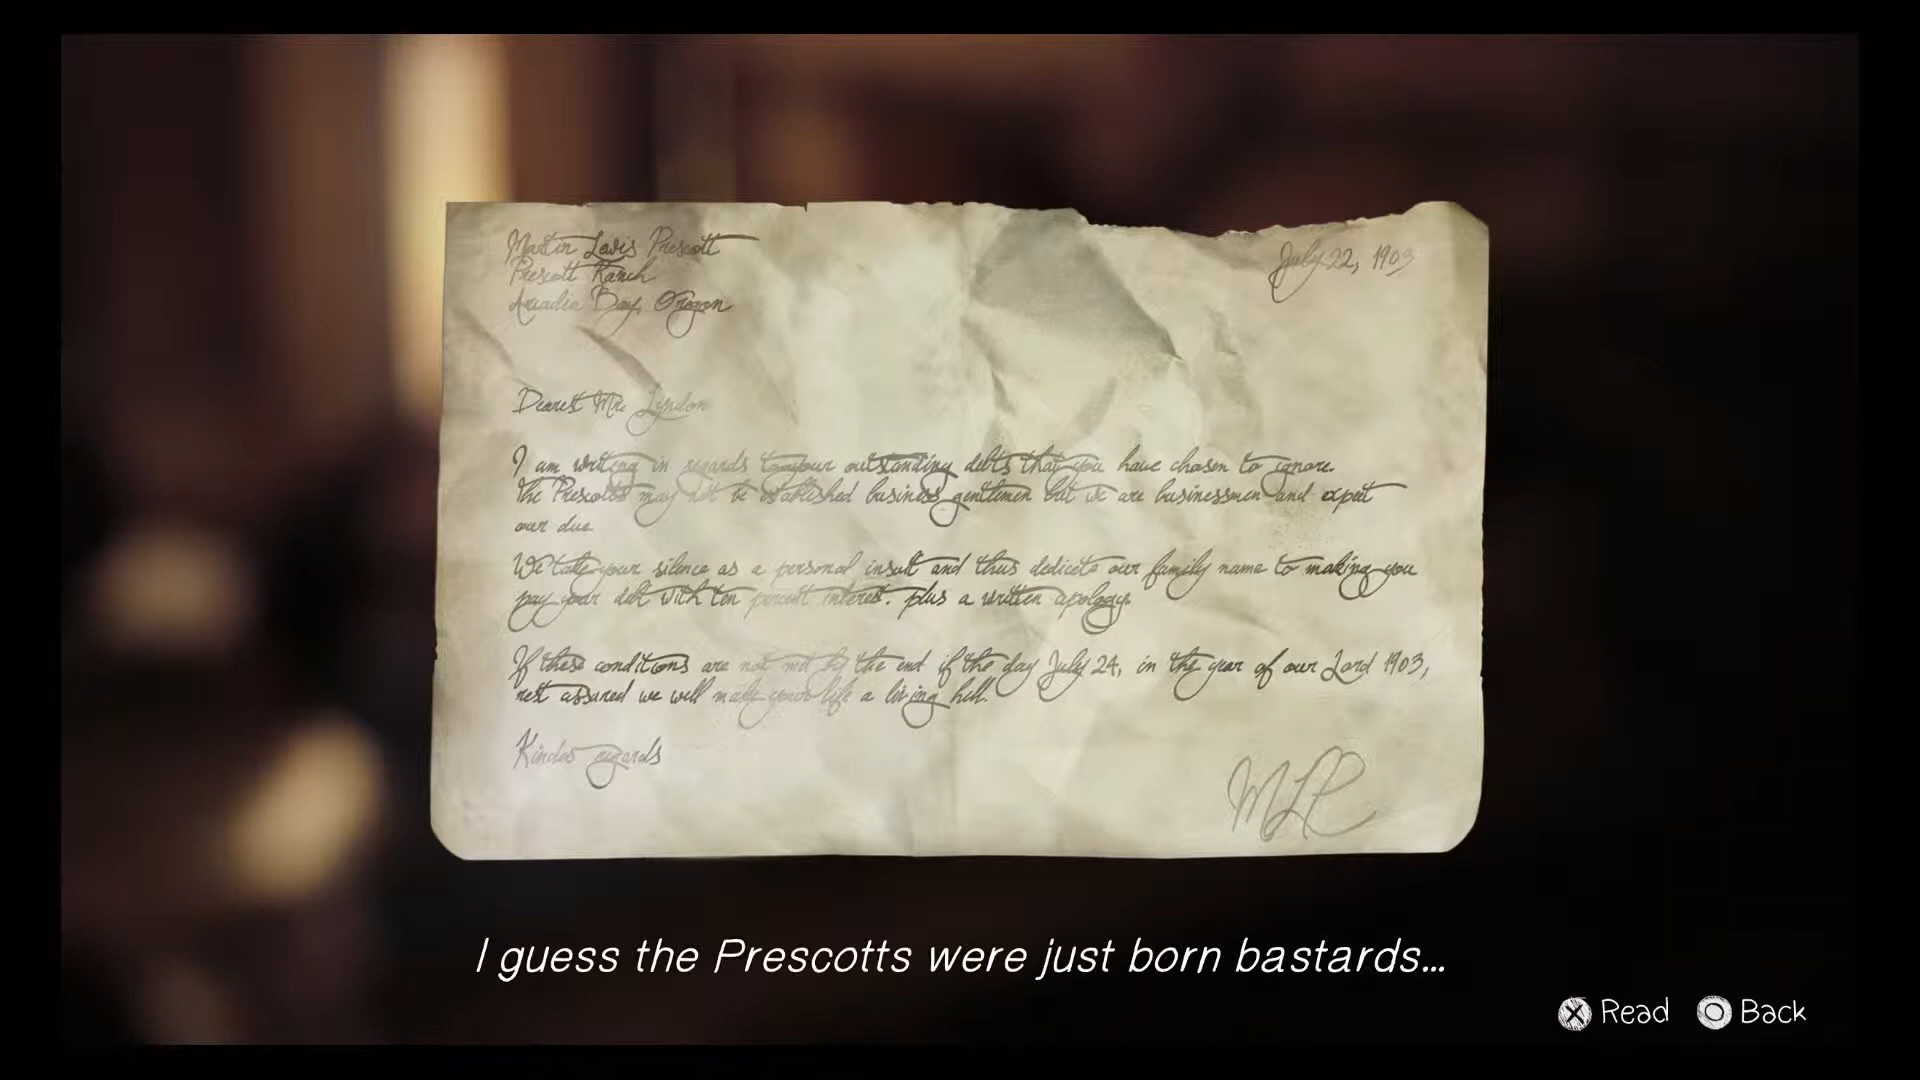 Martin Lewis Prescott
July 22, 1903
Prescott Ranch
Arcadia Bay, Oregon
Dearest Mr. Lyndon
I am writing in regards to your outstanding debts that you have chosen to ignore.
The Prescotts may not be established business gentlemen but we are businessmen and expect
our due.
We take your silence as a personal insult and thus dedicate our family name to making you
pay your debt with ten percent interest. plus a written apology.
If these conditions are not met by the end if the day July 24, in the year of our Lord 1903,
rest assured we will make your life a living hell.
Kindes regards
MLP
I guess the Prescotts were just born bastards...
Read
Back